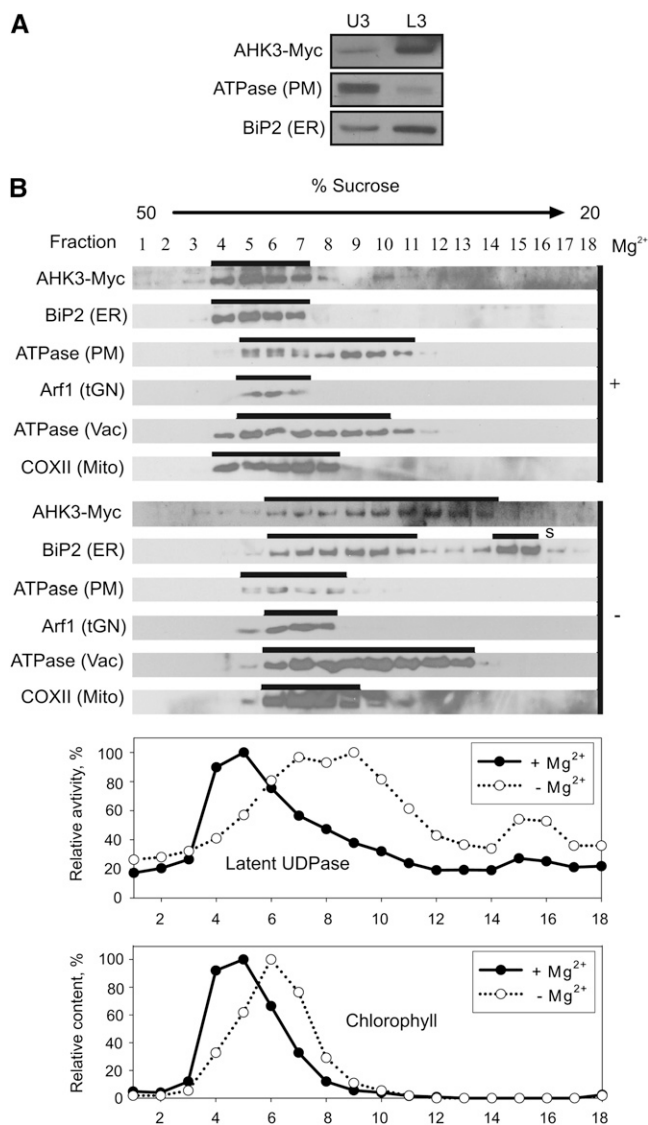 A
U3 L3
AHK3-Myc
ATPase (PM)
BiP2 (ER)
B
% Sucrose
50 20
Fraction 1 2 3 4 5 6 7 8 9 10 11 12 13 14 15 16 17 18 Mg2+
AHK3-Myc
BiP2 (ER)
ATPase (PM)
Arf1 (tGN)
+
ATPase (Vac)
COXII (Mito)
AHK3-Myc
BiP2 (ER)
s
ATPase (PM)
-
Arf1 (tGN)
ATPase (Vac)
COXII (Mito)
Relative avtivity, %
100
80
60
40
20
0
+ Mg2+
- Mg2+
Latent UDPase
2 4 6 8 10 12 14 16 18
Relative content, %
100
80
60
40
20
0
+ Mg2+
- Mg2+
Chlorophyll
2 4 6 8 10 12 14 16 18